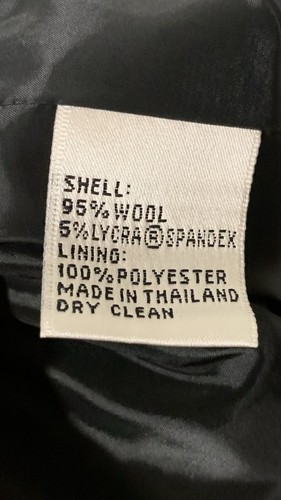 SHELL:
95% WOOL
5% LYCRA®SPANDEX
LINING:
100% POLYESTER
MADE IN THAILAND
DRY CLEAN